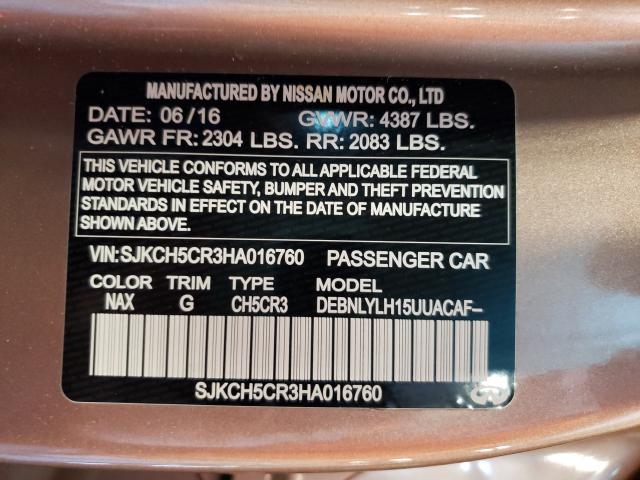 MANUFACTURED BY NISSAN MOTOR CO., LTD
DATE: 06/16 GVWR: 4387 LBS.
GAWR FR: 2304 LBS. RR: 2083 LBS.
THIS VEHICLE CONFORMS TO ALL APPLICABLE FEDERAL
MOTOR VEHICLE SAFETY, BUMPER AND THEFT PREVENTION
STANDARDS IN EFFECT ON THE DATE OF MANUFACTURE
SHOWN ABOVE.
VIN:SJKCH5CR3HA016760 PASSENGER CAR
COLOR TRIM TYPE MODEL
NAX G CH5CR3 DEBNLYLH15UUACAF–
SJKCH5CR3HA016760